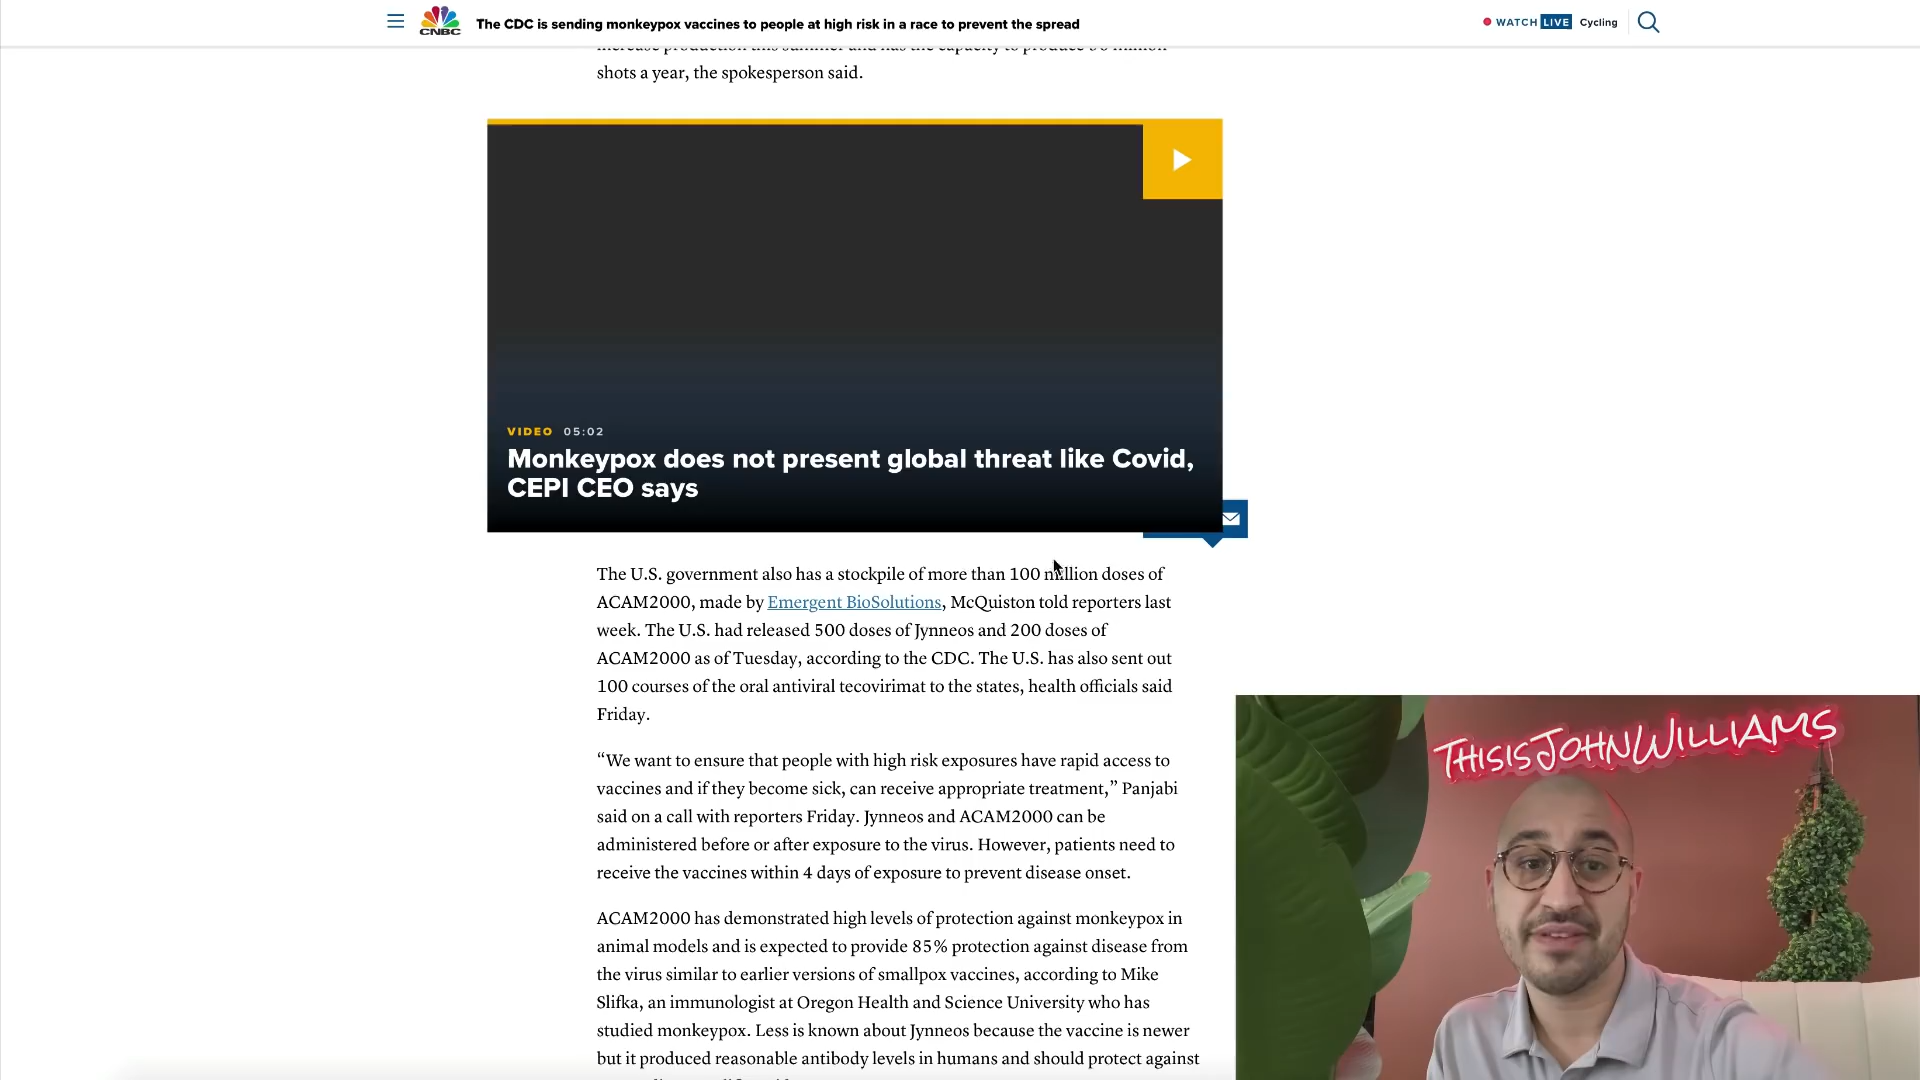 CNBC
The CDC is sending monkeypox vaccines to people at high risk in a race to prevent the spread
WATCH LIVE Cycling
increase production this summer and has the capacity to produce
million
shots a year, the spokesperson said.
VIDEO 05:02
Monkeypox does not present global threat like Covid,
CEPI CEO says
The U.S. government also has a stockpile of more than 100 million doses of
ACAM2000, made by Emergent BioSolutions, McQuiston told reporters last
week. The U.S. had released 500 doses of Jynneos and 200 doses of
ACAM2000 as of Tuesday, according to the CDC. The U.S. has also sent out
100 courses of the oral antiviral tecovirimat to the states, health officials said
Friday.
“We want to ensure that people with high risk exposures have rapid access to
vaccines and if they become sick, can receive appropriate treatment,” Panjabi
said on a call with reporters Friday. Jynneos and ACAM2000 can be
administered before or after exposure to the virus. However, patients need to
receive the vaccines within 4 days of exposure to prevent disease onset.
ACAM2000 has demonstrated high levels of protection against monkeypox in
animal models and is expected to provide 85% protection against disease from
the virus similar to earlier versions of smallpox vaccines, according to Mike
Slifka, an immunologist at Oregon Health and Science University who has
studied monkeypox. Less is known about Jynneos because the vaccine is newer
but it produced reasonable antibody levels in humans and should protect against
THISISJOHNWILLIAMS